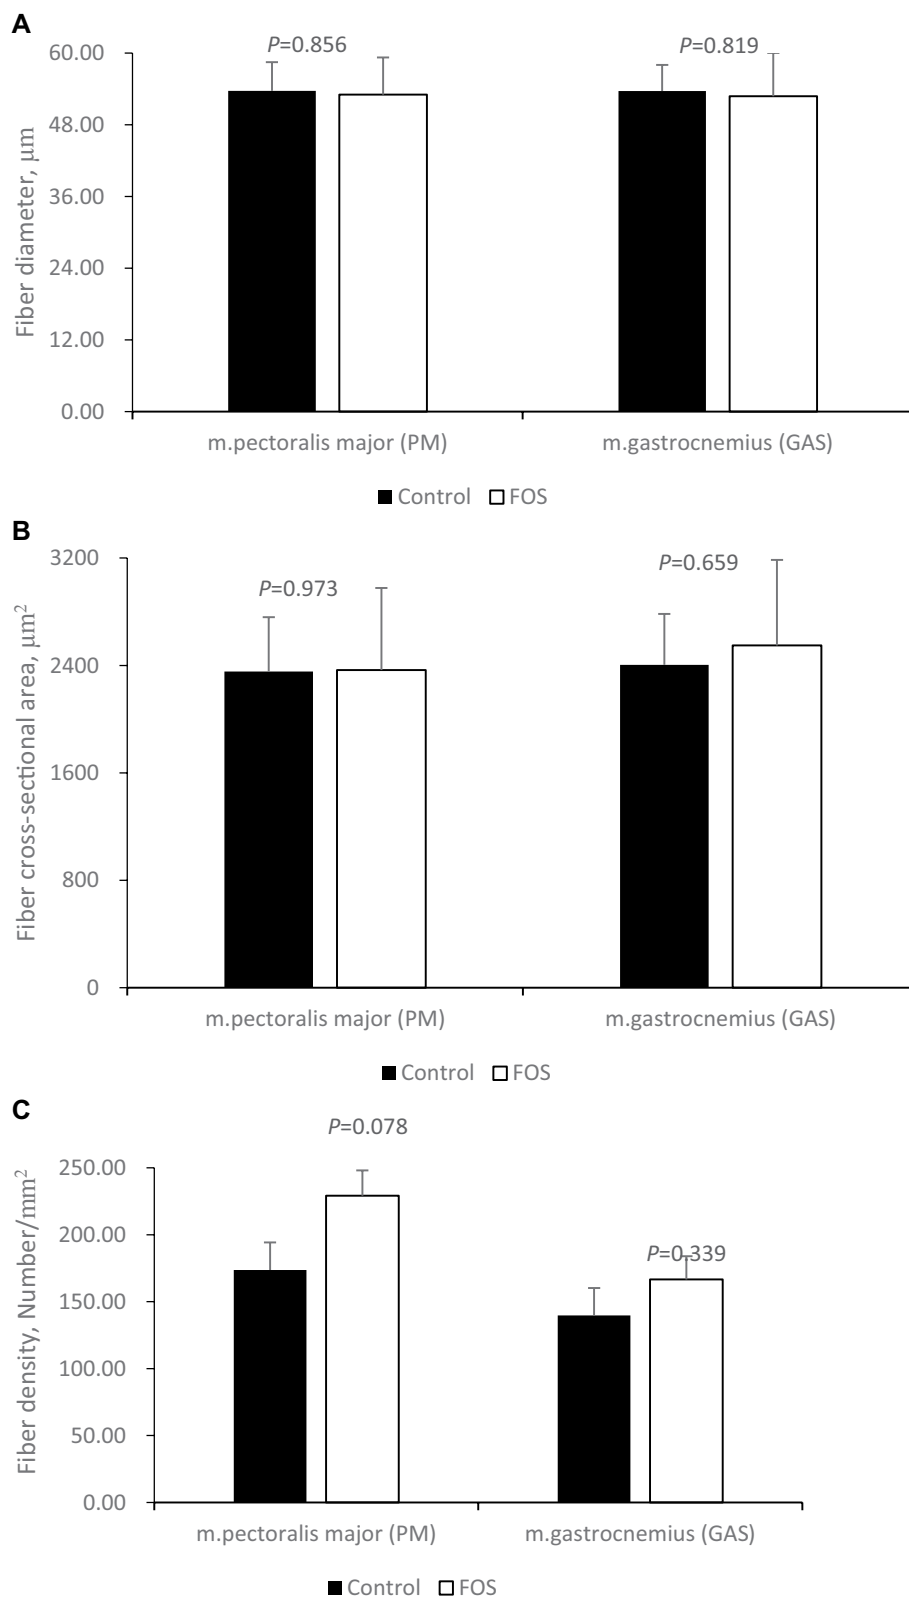 A
P=0.856
P=0.819
60.00
48.00
36.00
24.00
12.00
0.00
Fiber diameter, μm
m.pectoralis major (PM)
m.gastrocnemius (GAS)
Control
FOS
B
P=0.973
P=0.659
3200
2400
1600
800
0
Fiber cross-sectional area, μm²
m.pectoralis major (PM)
m.gastrocnemius (GAS)
Control
FOS
C
P=0.078
P=0.339
250.00
200.00
150.00
100.00
50.00
0.00
Fiber density, Number/mm²
m.pectoralis major (PM)
m.gastrocnemius (GAS)
Control
FOS